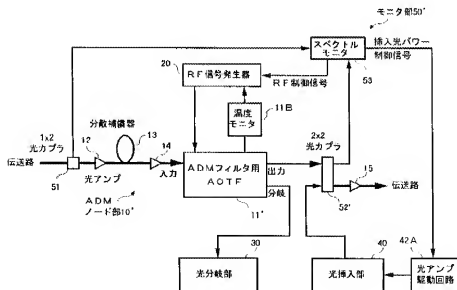 モニタ部50'
スペクトル
モニタ
53
挿入光パワー
制御信号
20
RF信号発生器
RF制御信号
温度
モニタ
11B
分散補償器
13
14
1x2
光カプラ
12
伝送路
51
光アンプ
入力
ADMフィルタ用
AOTF
11'
出力
分岐
2x2
光カプラ
15
52'
伝送路
ADM
ノード部10'
30
光分岐部
40
光挿入部
42A
光アンプ
駆動回路